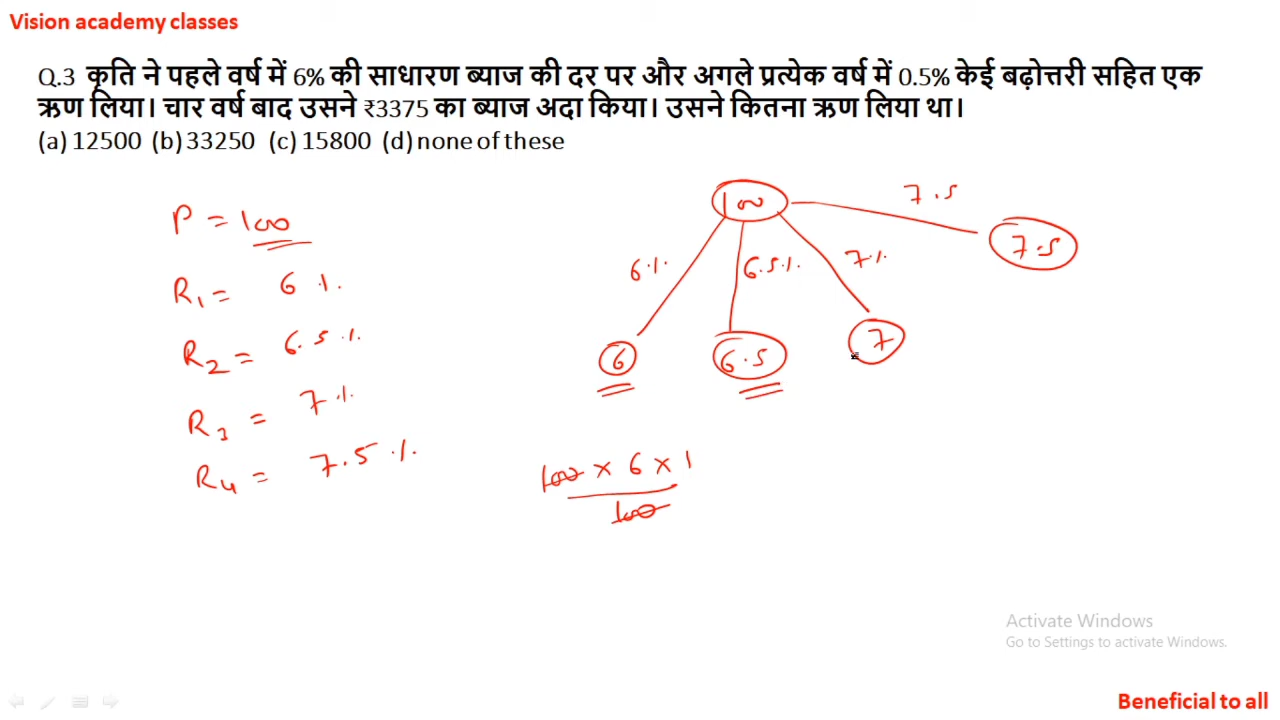 Vision academy classes
Q.3 कृति ने पहले वर्ष में 6% की साधारण ब्याज की दर पर और अगले प्रत्येक वर्ष में 0.5% केई बढ़ोत्तरी सहित एक
ऋण लिया। चार वर्ष बाद उसने ₹3375 का ब्याज अदा किया। उसने कितना ऋण लिया था।
(a) 12500 (b) 33250 (c) 15800 (d) none of these
P = 100
R1 = 6 %
R2 = 6.5 %
R3 = 7 %
R4 = 7.5 %
100
7.5
7.5
6% 6.5% 7%
6 6.5 7
100 × 6 × 1
100
Activate Windows
Go to Settings to activate Windows.
Beneficial to all